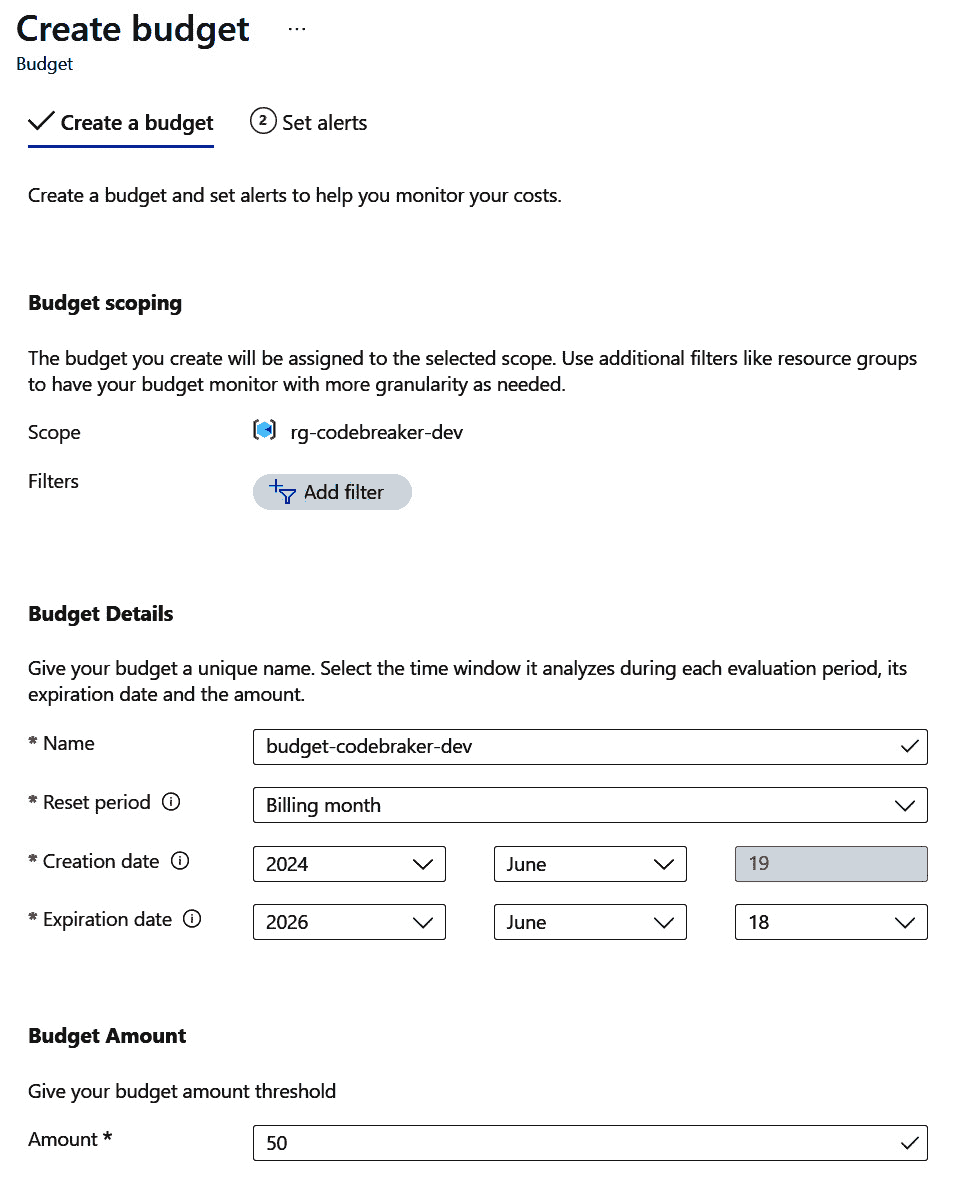 Create budget ...
Budget
Create a budget
2 Set alerts
Create a budget and set alerts to help you monitor your costs.
Budget scoping
The budget you create will be assigned to the selected scope. Use additional filters like resource groups
to have your budget monitor with more granularity as needed.
Scope rg-codebreaker-dev
Filters Add filter
Budget Details
Give your budget a unique name. Select the time window it analyzes during each evaluation period, its
expiration date and the amount.
* Name budget-codebraker-dev
* Reset period Billing month
* Creation date 2024 June 19
* Expiration date 2026 June 18
Budget Amount
Give your budget amount threshold
Amount * 50